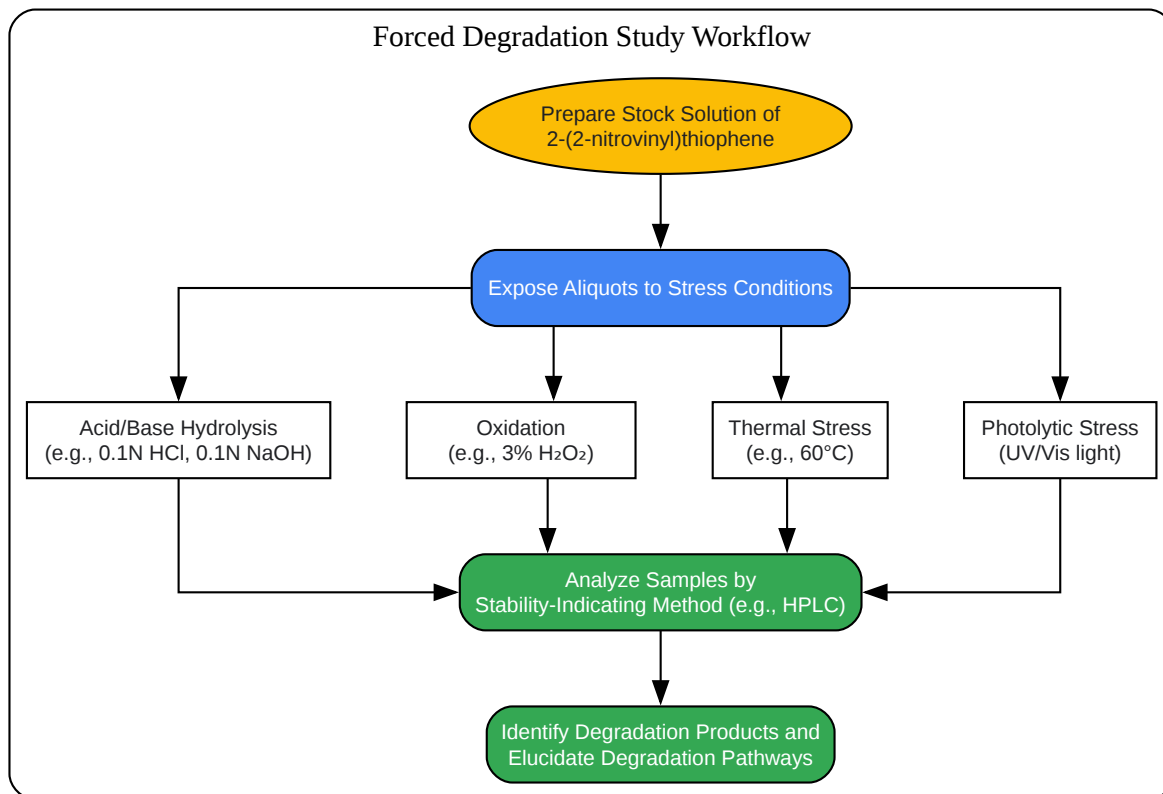 Forced Degradation Study Workflow
Prepare Stock Solution of
2-(2-nitrovinyl)thiophene
Expose Aliquots to Stress Conditions
Acid/Base Hydrolysis
(e.g., 0.1N HCl, 0.1N NaOH)
Oxidation
(e.g., 3% H₂O₂)
Thermal Stress
(e.g., 60°C)
Photolytic Stress
(UV/Vis light)
Analyze Samples by
Stability-Indicating Method (e.g., HPLC)
Identify Degradation Products and
Elucidate Degradation Pathways